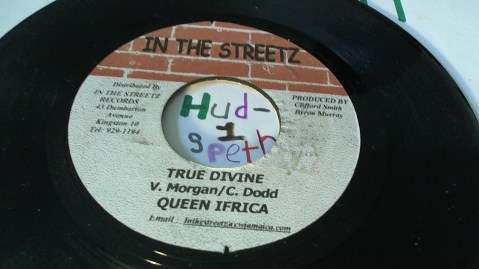 IN THE STREETZ
Distributed By
IN THE STREETZ
RECORDS
43 Dumbarton
Avenue
Kingston 10
Tel: 929-1194
PRODUCED BY
Clifford Smith
Byron Murray
Hud-
1
speth
TRUE DIVINE
V. Morgan/C. Dodd
QUEEN IFRICA
Email